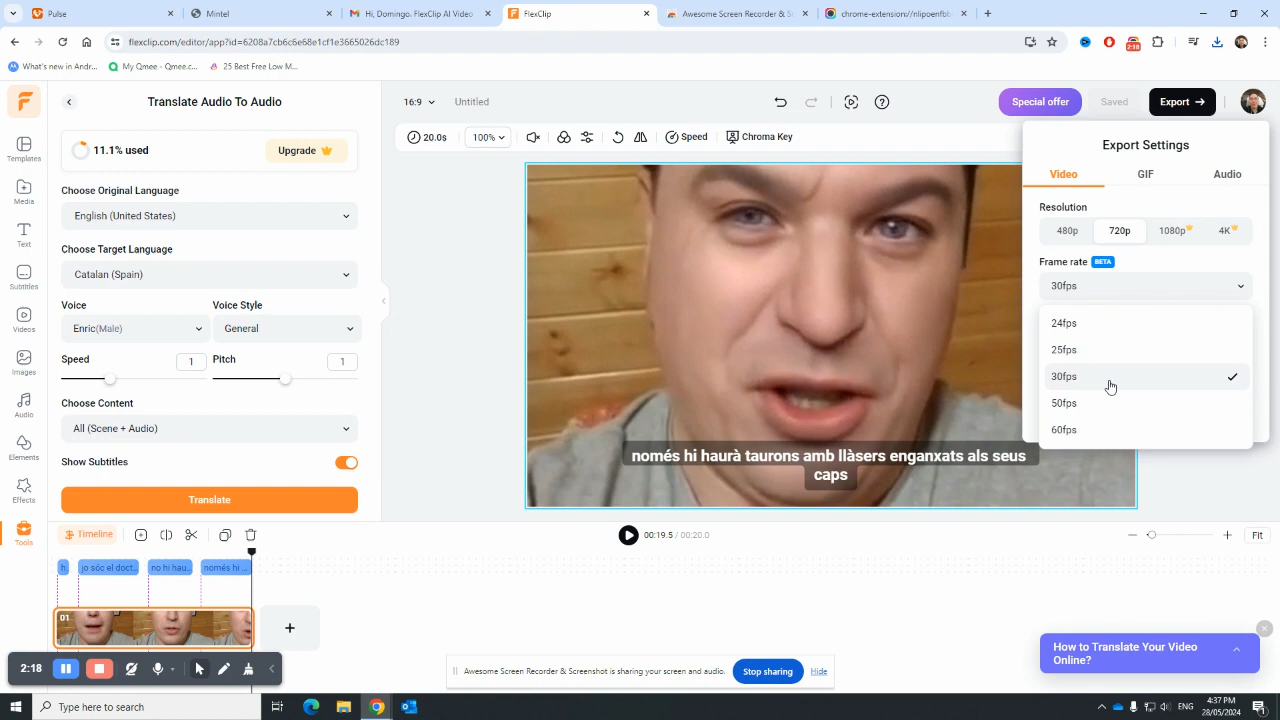 Pulse
Mintel
Hi, Domingo. FlexClip AI Video
FlexClip
Awesome Screen Recorder & S
chrome-extension://nlipoenfbb
flexclip.com/editor/app?id=6208a7cb6c6e68e1cf1e3665026dc189
2:18
What's new in Andr...
My Qmee - Qmee.c...
25 Best Free Low M...
Templates
Media
Text
Subtitles
Videos
Images
Audio
Elements
Effects
Tools
Translate Audio To Audio
11.1% used
Upgrade
Choose Original Language
English (United States)
Choose Target Language
Catalan (Spain)
Voice
Voice Style
Enric(Male)
General
Speed
1
Pitch
1
Choose Content
All (Scene + Audio)
Show Subtitles
Translate
16:9
Untitled
Special offer
Saved
Export
20.0s
100%
Speed
Chroma Key
només hi haurà taurons amb llàsers enganxats als seus
caps
Export Settings
Video
GIF
Audio
Resolution
480p
720p
1080p
4K
Frame rate
BETA
30fps
24fps
25fps
30fps
50fps
60fps
Timeline
00:19.5 / 00:20.0
Fit
h
jo sóc el doct...
no hi hau...
només hi ...
01
2:18
Awesome Screen Recorder & Screenshot is sharing your screen and audio.
Stop sharing
Hide
How to Translate Your Video
Online?
Type here to search
ENG
4:37 PM
28/05/2024
1